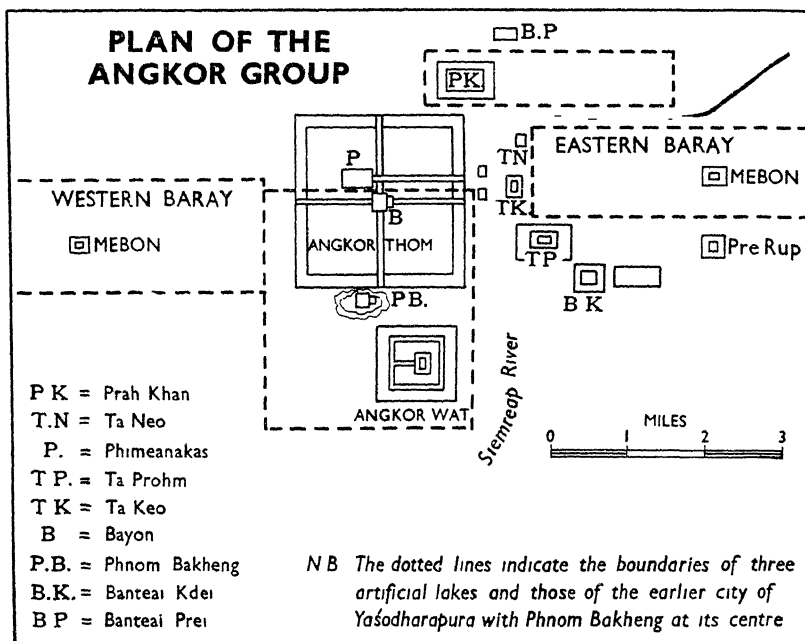 PLAN OF THE
ANGKOR GROUP
B.P
PK.
TN
EASTERN BARAY
P
MEBON
WESTERN BARAY
TK.
B
MEBON
ANGKOR THOM
TP
Pre Rup
B K
P B.
ANGKOR WAT
Siemreap River
MILES
0 1 2 3
P K = Prah Khan
T.N = Ta Neo
P. = Phimeanakas
T P. = Ta Prohm
T K = Ta Keo
B = Bayon
P.B. = Phnom Bakheng
B.K. = Banteai Kdei
B P = Banteai Prei
N B The dotted lines indicate the boundaries of three
artificial lakes and those of the earlier city of
Yaśodharapura with Phnom Bakheng at its centre